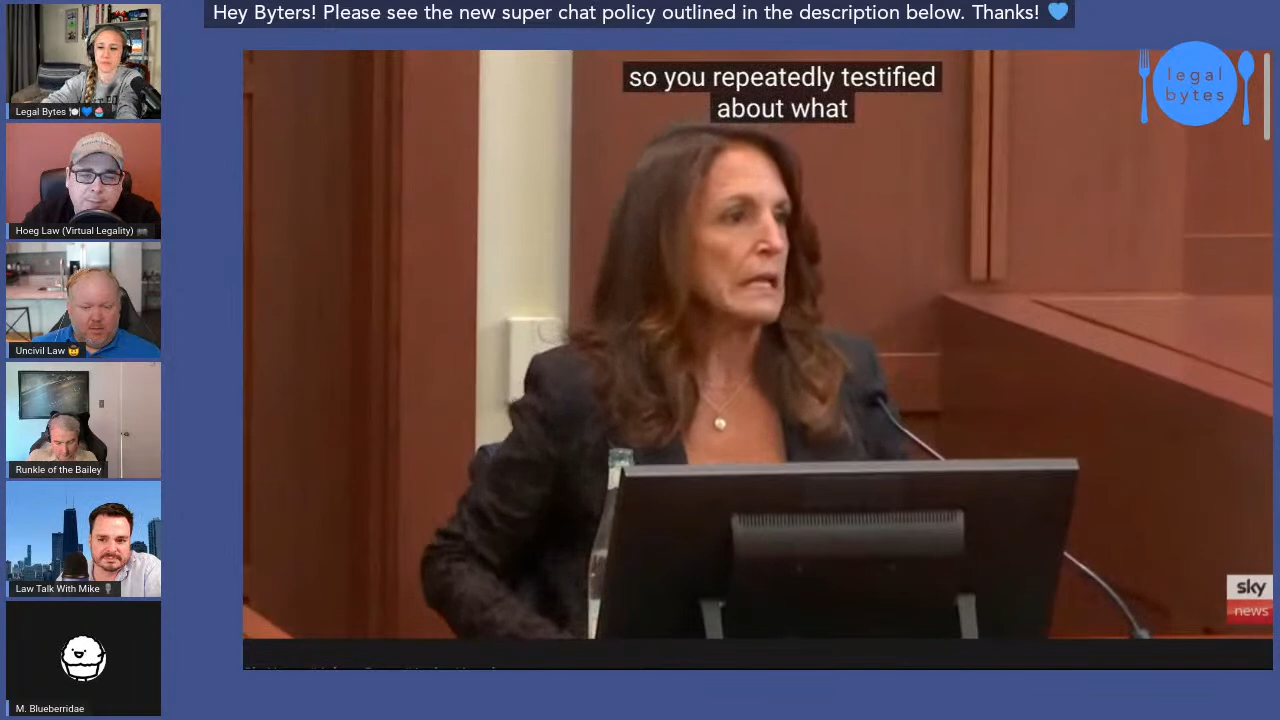 Hey Byters! Please see the new super chat policy outlined in the description below. Thanks! 💙
so you repeatedly testified
about what
legal
bytes
Legal Bytes 🍽️💙🧁
Hoeg Law (Virtual Legality)
Uncivil Law 🤠
Runkle of the Bailey
Law Talk With Mike
M. Blueberridae
sky
news